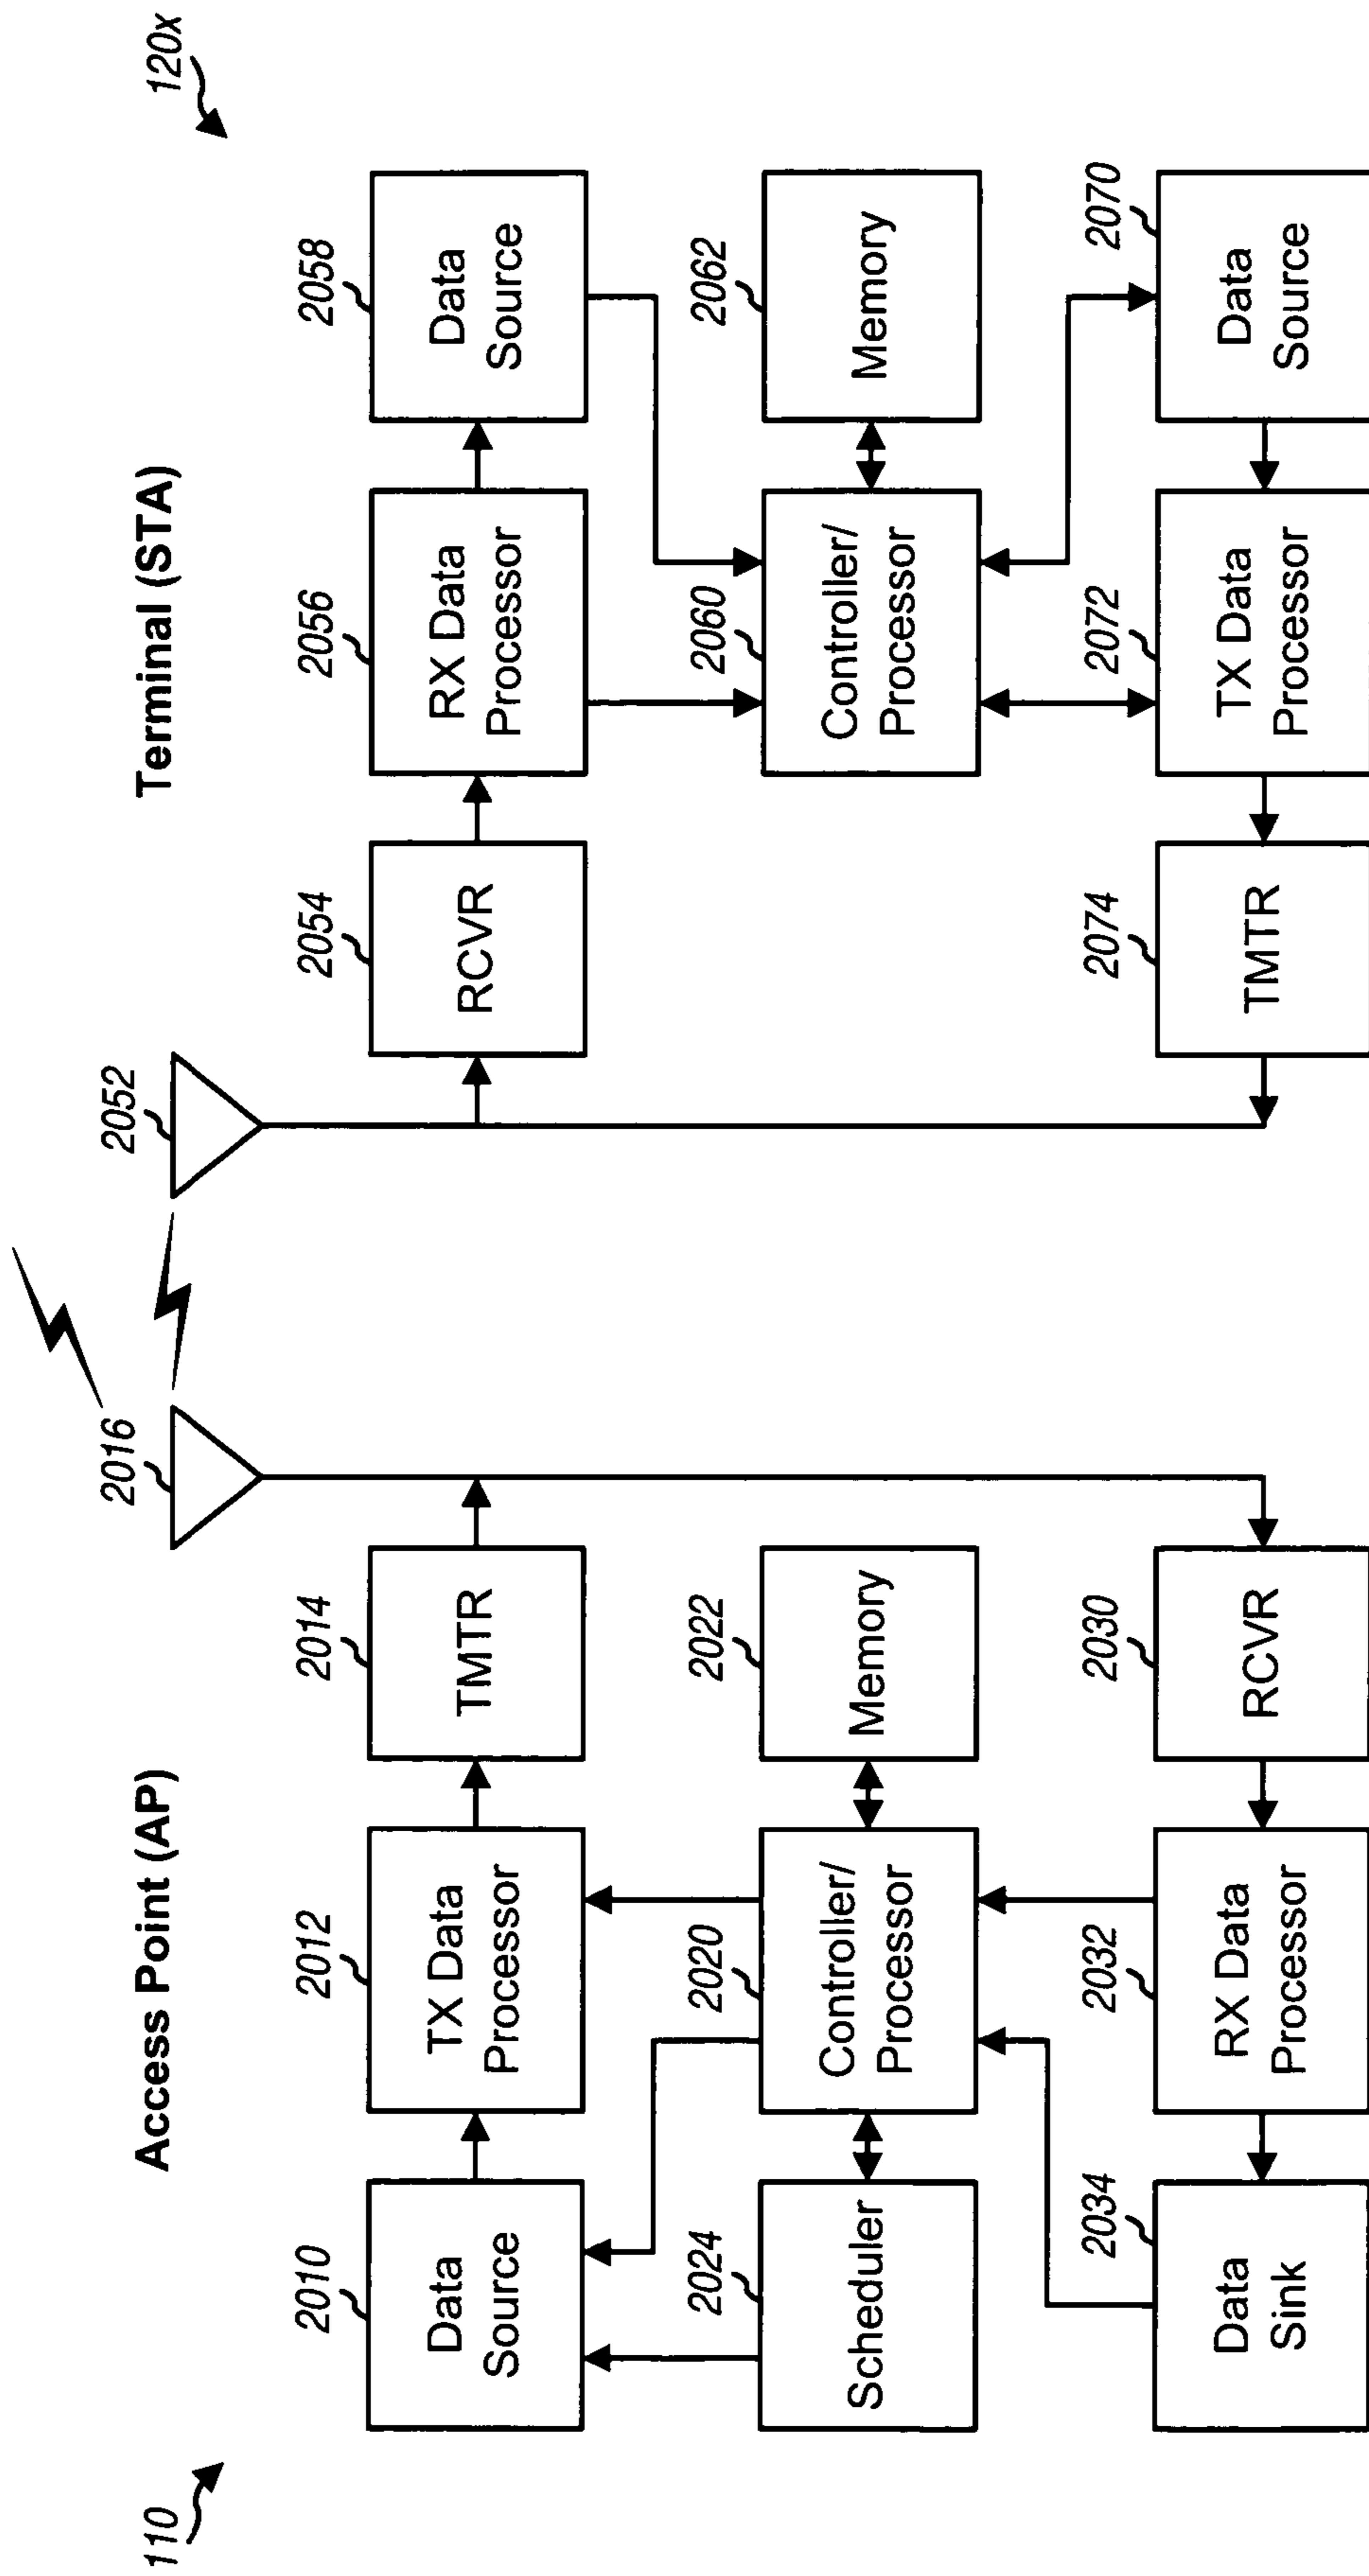 110
Access Point (AP)
2010
Data
Source
2012
TX Data
Processor
2014
TMTR
2016
2024
Scheduler
2020
Controller/
Processor
2022
Memory
2034
Data
Sink
2032
RX Data
Processor
2030
RCVR
120x
Terminal (STA)
2052
2054
RCVR
2056
RX Data
Processor
2058
Data
Source
2060
Controller/
Processor
2062
Memory
2074
TMTR
2072
TX Data
Processor
2070
Data
Source